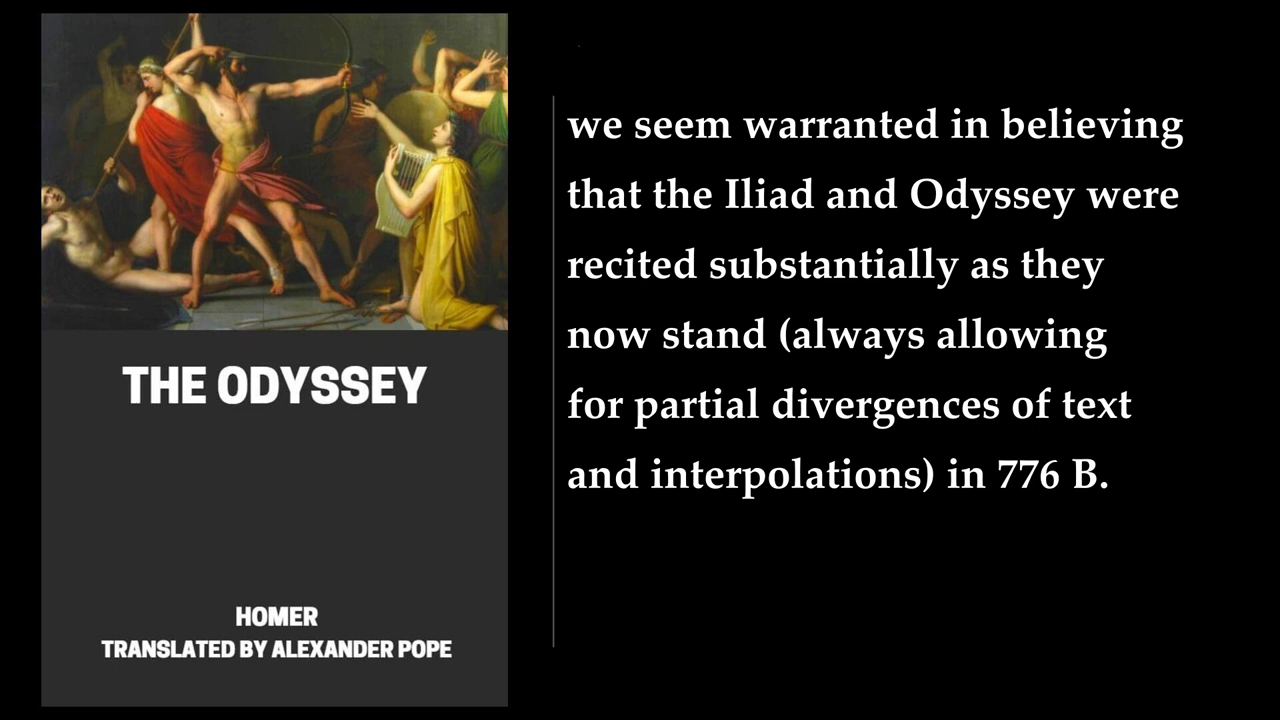 THE ODYSSEY
HOMER
TRANSLATED BY ALEXANDER POPE
we seem warranted in believing
that the Iliad and Odyssey were
recited substantially as they
now stand (always allowing
for partial divergences of text
and interpolations) in 776 B.